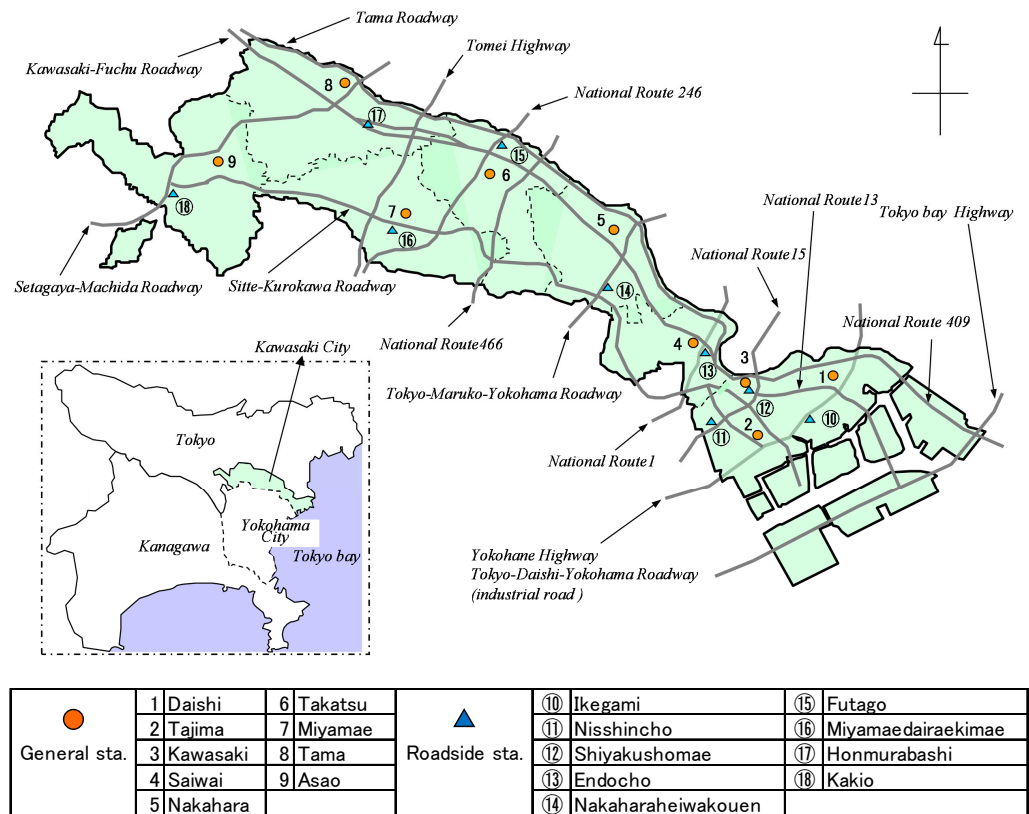 Tama Roadway
Tomei Highway
Kawasaki-Fuchu Roadway
National Route 246
8
⑰
⑮
9
6
⑱
7
⑯
5
National Route13
Tokyo bay Highway
National Route15
Setagaya-Machida Roadway
Sitte-Kurokawa Roadway
⑭
National Route 409
Kawasaki City
National Route466
4
3
⑬
1
Tokyo-Maruko-Yokohama Roadway
⑫
⑩
⑪
2
National Route1
Tokyo
Yokohama
City
Kanagawa
Tokyo bay
Yokohane Highway
Tokyo-Daishi-Yokohama Roadway
(industrial road )
General sta.
1 Daishi
2 Tajima
3 Kawasaki
4 Saiwai
5 Nakahara
6 Takatsu
7 Miyamae
8 Tama
9 Asao
Roadside sta.
⑩ Ikegami
⑪ Nisshincho
⑫ Shiyakushomae
⑬ Endocho
⑭ Nakaharaheiwakouen
⑮ Futago
⑯ Miyamaedairaekimae
⑰ Honmurabashi
⑱ Kakio